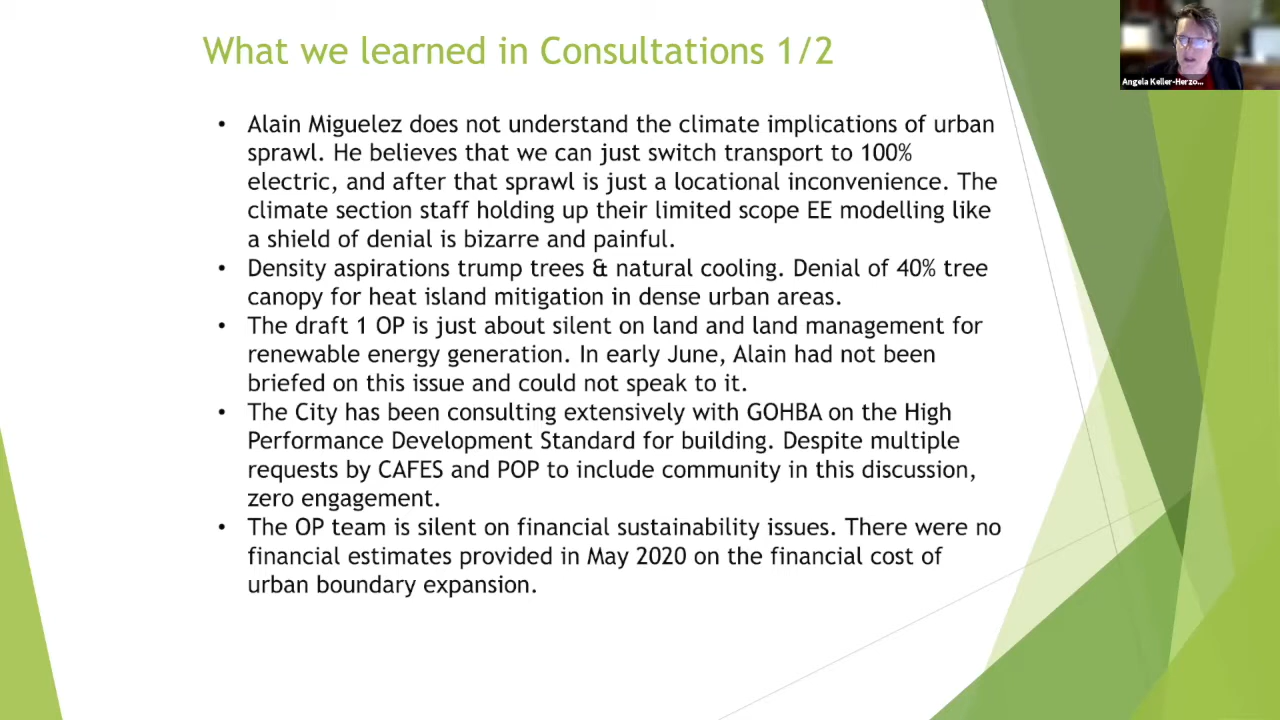 What we learned in Consultations 1/2
Angela Keller-Herzo...
• Alain Miguelez does not understand the climate implications of urban
sprawl. He believes that we can just switch transport to 100%
electric, and after that sprawl is just a locational inconvenience. The
climate section staff holding up their limited scope EE modelling like
a shield of denial is bizarre and painful.
• Density aspirations trump trees & natural cooling. Denial of 40% tree
canopy for heat island mitigation in dense urban areas.
• The draft 1 OP is just about silent on land and land management for
renewable energy generation. In early June, Alain had not been
briefed on this issue and could not speak to it.
• The City has been consulting extensively with GOHBA on the High
Performance Development Standard for building. Despite multiple
requests by CAFES and POP to include community in this discussion,
zero engagement.
• The OP team is silent on financial sustainability issues. There were no
financial estimates provided in May 2020 on the financial cost of
urban boundary expansion.